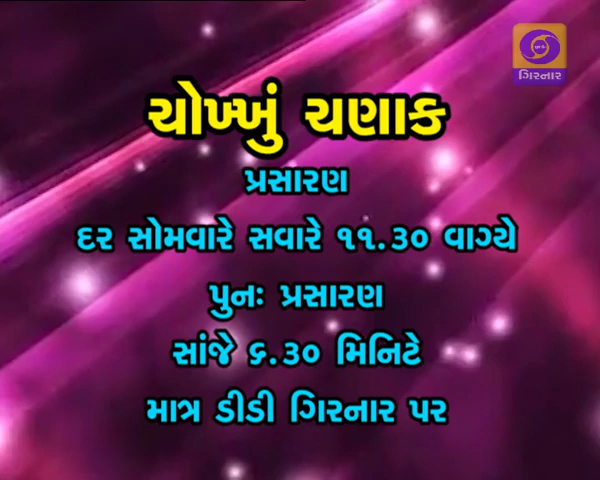 ગિરનાર
ચોખ્ખું ચણાક
પ્રસારણ
દર સોમવારે સવારે ૧૧.૩૦ વાગ્યે
પુનઃ પ્રસારણ
સાંજે ૬.૩૦ મિનિટે
માત્ર ડીડી ગિરનાર પર